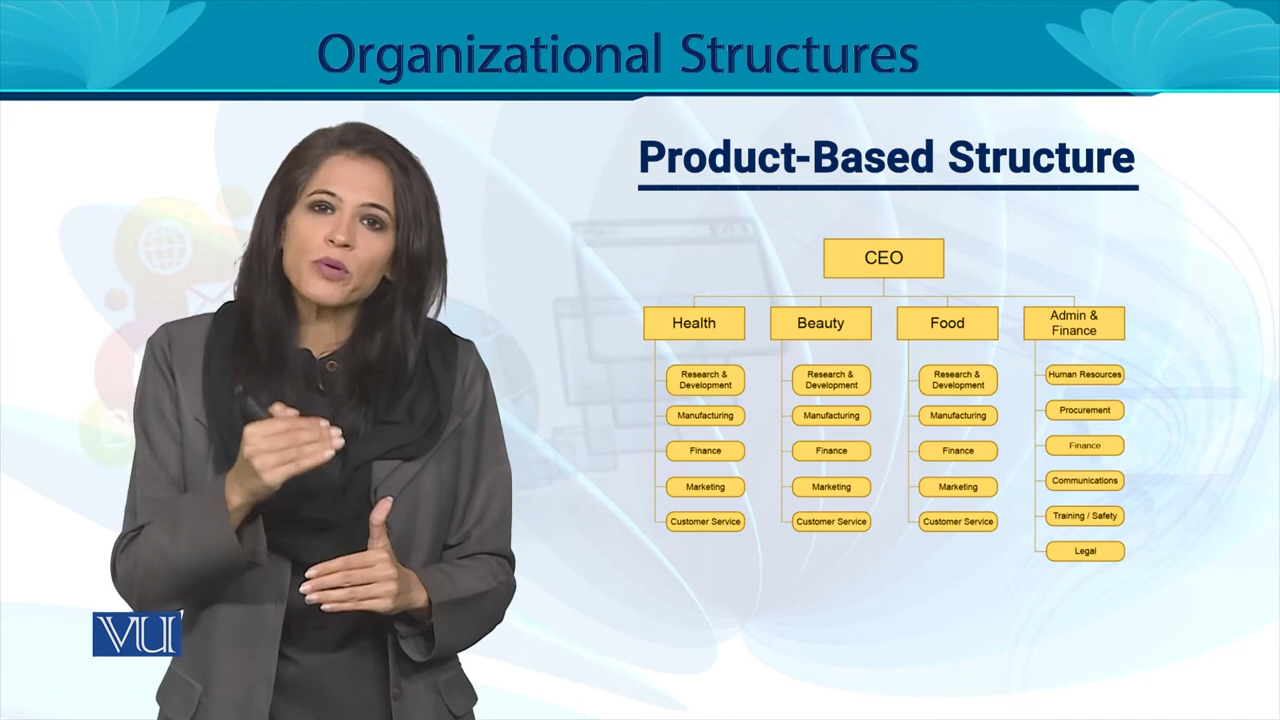 Organizational Structures
Product-Based Structure
CEO
Health
Beauty
Food
Admin &
Finance
Research &
Development
Manufacturing
Finance
Marketing
Customer Service
Research &
Development
Manufacturing
Finance
Marketing
Customer Service
Research &
Development
Manufacturing
Finance
Marketing
Customer Service
Human Resources
Procurement
Finance
Communications
Training / Safety
Legal
VU